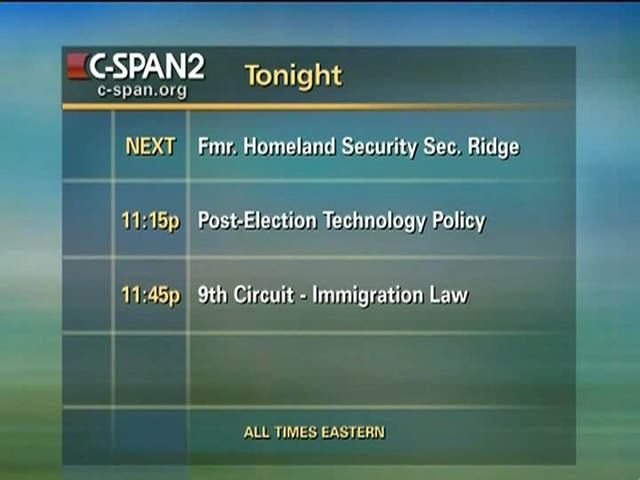 C-SPAN2 Tonight
c-span.org
NEXT Fmr. Homeland Security Sec. Ridge
11:15p Post-Election Technology Policy
11:45p 9th Circuit - Immigration Law
ALL TIMES EASTERN